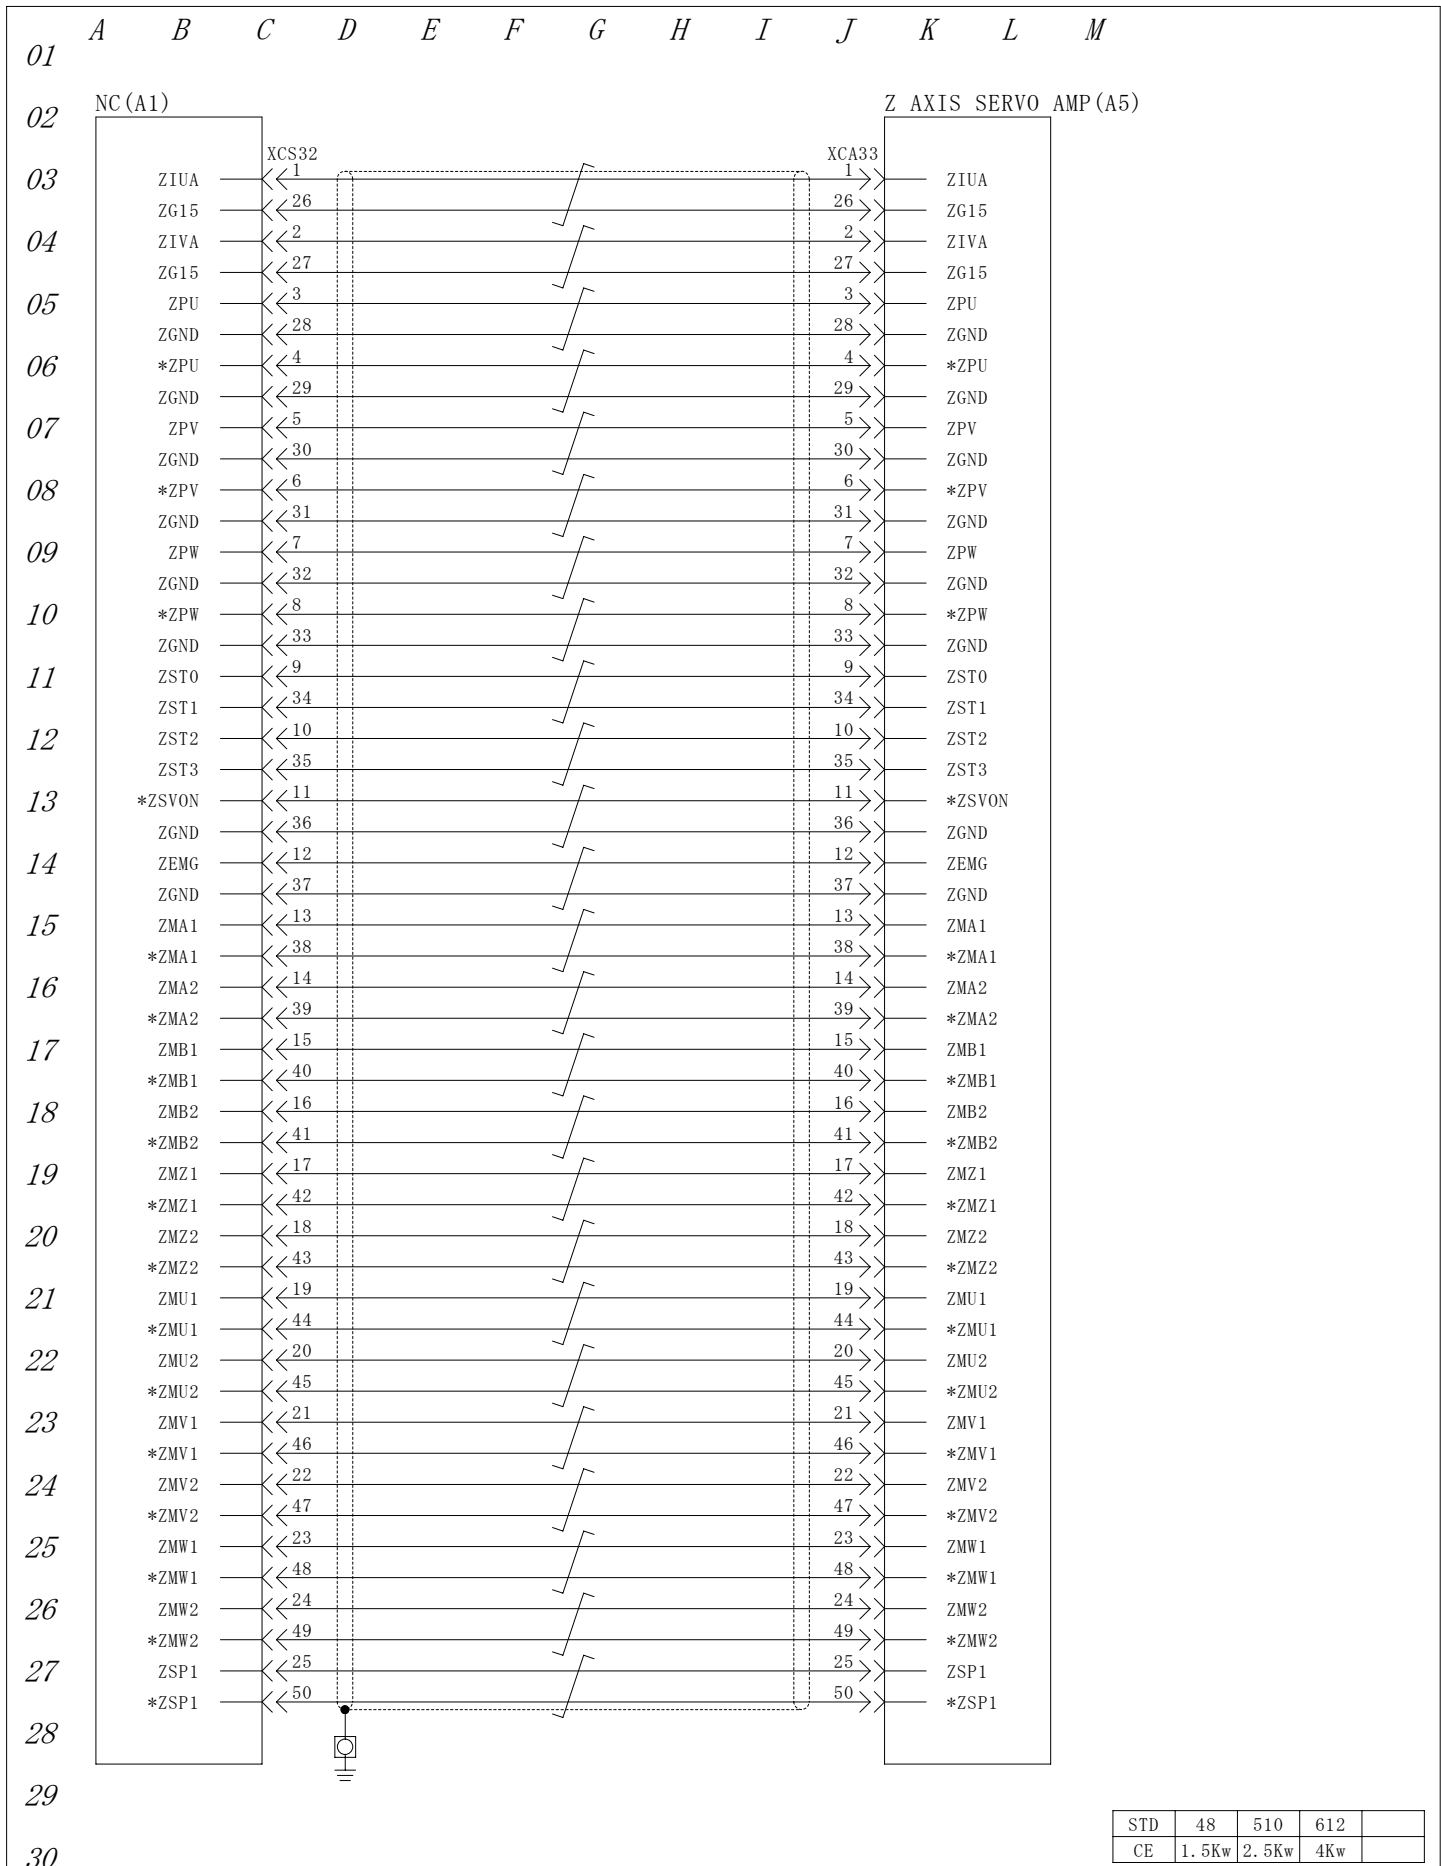 A B C D E F G H I J K L M
01
02 NC(A1) Z AXIS SERVO AMP(A5)
XCS32 XCA33
03 ZIUA 1 1 ZIUA
ZG15 26 26 ZG15
04 ZIVA 2 2 ZIVA
ZG15 27 27 ZG15
05 ZPU 3 3 ZPU
ZGND 28 28 ZGND
06 *ZPU 4 4 *ZPU
ZGND 29 29 ZGND
07 ZPV 5 5 ZPV
ZGND 30 30 ZGND
08 *ZPV 6 6 *ZPV
ZGND 31 31 ZGND
09 ZPW 7 7 ZPW
ZGND 32 32 ZGND
10 *ZPW 8 8 *ZPW
ZGND 33 33 ZGND
11 ZST0 9 9 ZST0
ZST1 34 34 ZST1
12 ZST2 10 10 ZST2
ZST3 35 35 ZST3
13 *ZSVON 11 11 *ZSVON
ZGND 36 36 ZGND
14 ZEMG 12 12 ZEMG
ZGND 37 37 ZGND
15 ZMA1 13 13 ZMA1
*ZMA1 38 38 *ZMA1
16 ZMA2 14 14 ZMA2
*ZMA2 39 39 *ZMA2
17 ZMB1 15 15 ZMB1
*ZMB1 40 40 *ZMB1
18 ZMB2 16 16 ZMB2
*ZMB2 41 41 *ZMB2
19 ZMZ1 17 17 ZMZ1
*ZMZ1 42 42 *ZMZ1
20 ZMZ2 18 18 ZMZ2
*ZMZ2 43 43 *ZMZ2
21 ZMU1 19 19 ZMU1
*ZMU1 44 44 *ZMU1
22 ZMU2 20 20 ZMU2
*ZMU2 45 45 *ZMU2
23 ZMV1 21 21 ZMV1
*ZMV1 46 46 *ZMV1
24 ZMV2 22 22 ZMV2
*ZMV2 47 47 *ZMV2
25 ZMW1 23 23 ZMW1
*ZMW1 48 48 *ZMW1
26 ZMW2 24 24 ZMW2
*ZMW2 49 49 *ZMW2
27 ZSP1 25 25 ZSP1
*ZSP1 50 50 *ZSP1
28
29
STD 48 510 612
30 CE 1.5Kw 2.5Kw 4Kw